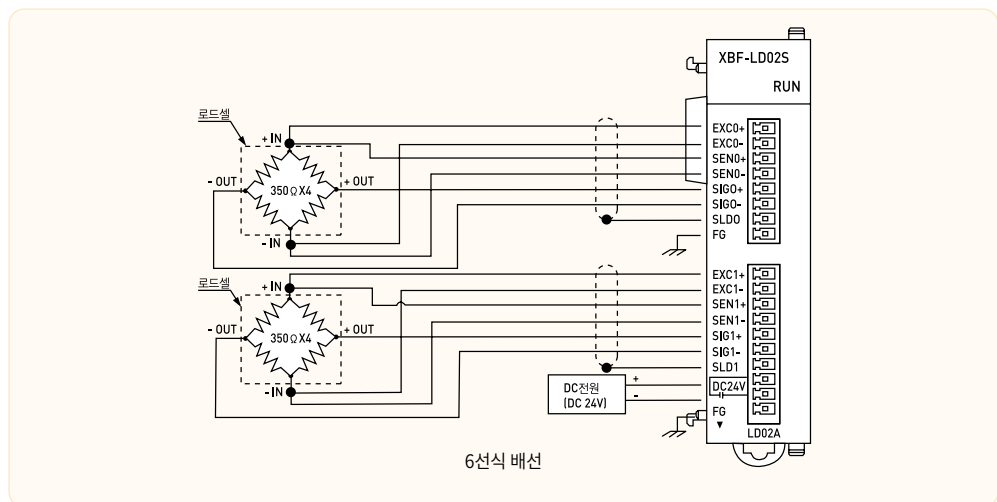 XBF-LD02S
RUN
로드셀
+ IN
- OUT
+ OUT
350Ω X4
- IN
EXC0+
EXC0-
SEN0+
SEN0-
SIG0+
SIG0-
SLD0
FG
로드셀
+ IN
- OUT
+ OUT
350Ω X4
- IN
EXC1+
EXC1-
SEN1+
SEN1-
SIG1+
SIG1-
SLD1
DC전원
(DC 24V)
+
-
DC24V
FG
LD02A
6선식 배선